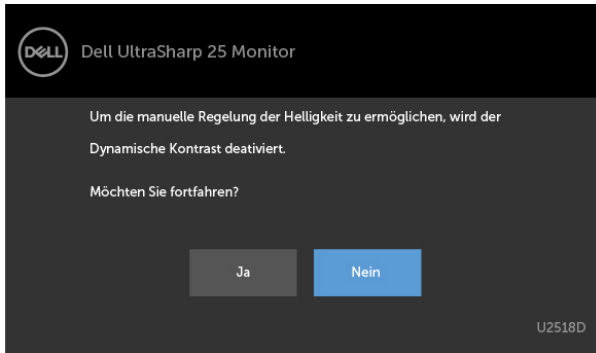 DELL
Dell UltraSharp 25 Monitor
Um die manuelle Regelung der Helligkeit zu ermöglichen, wird der
Dynamische Kontrast deativiert.
Möchten Sie fortfahren?
Ja
Nein
U2518D